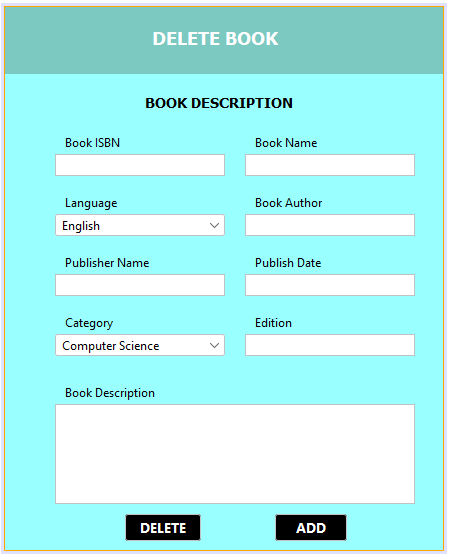 DELETE BOOK
BOOK DESCRIPTION
Book ISBN Book Name
Language Book Author
English
Publisher Name Publish Date
Category Edition
Computer Science
Book Description
DELETE ADD